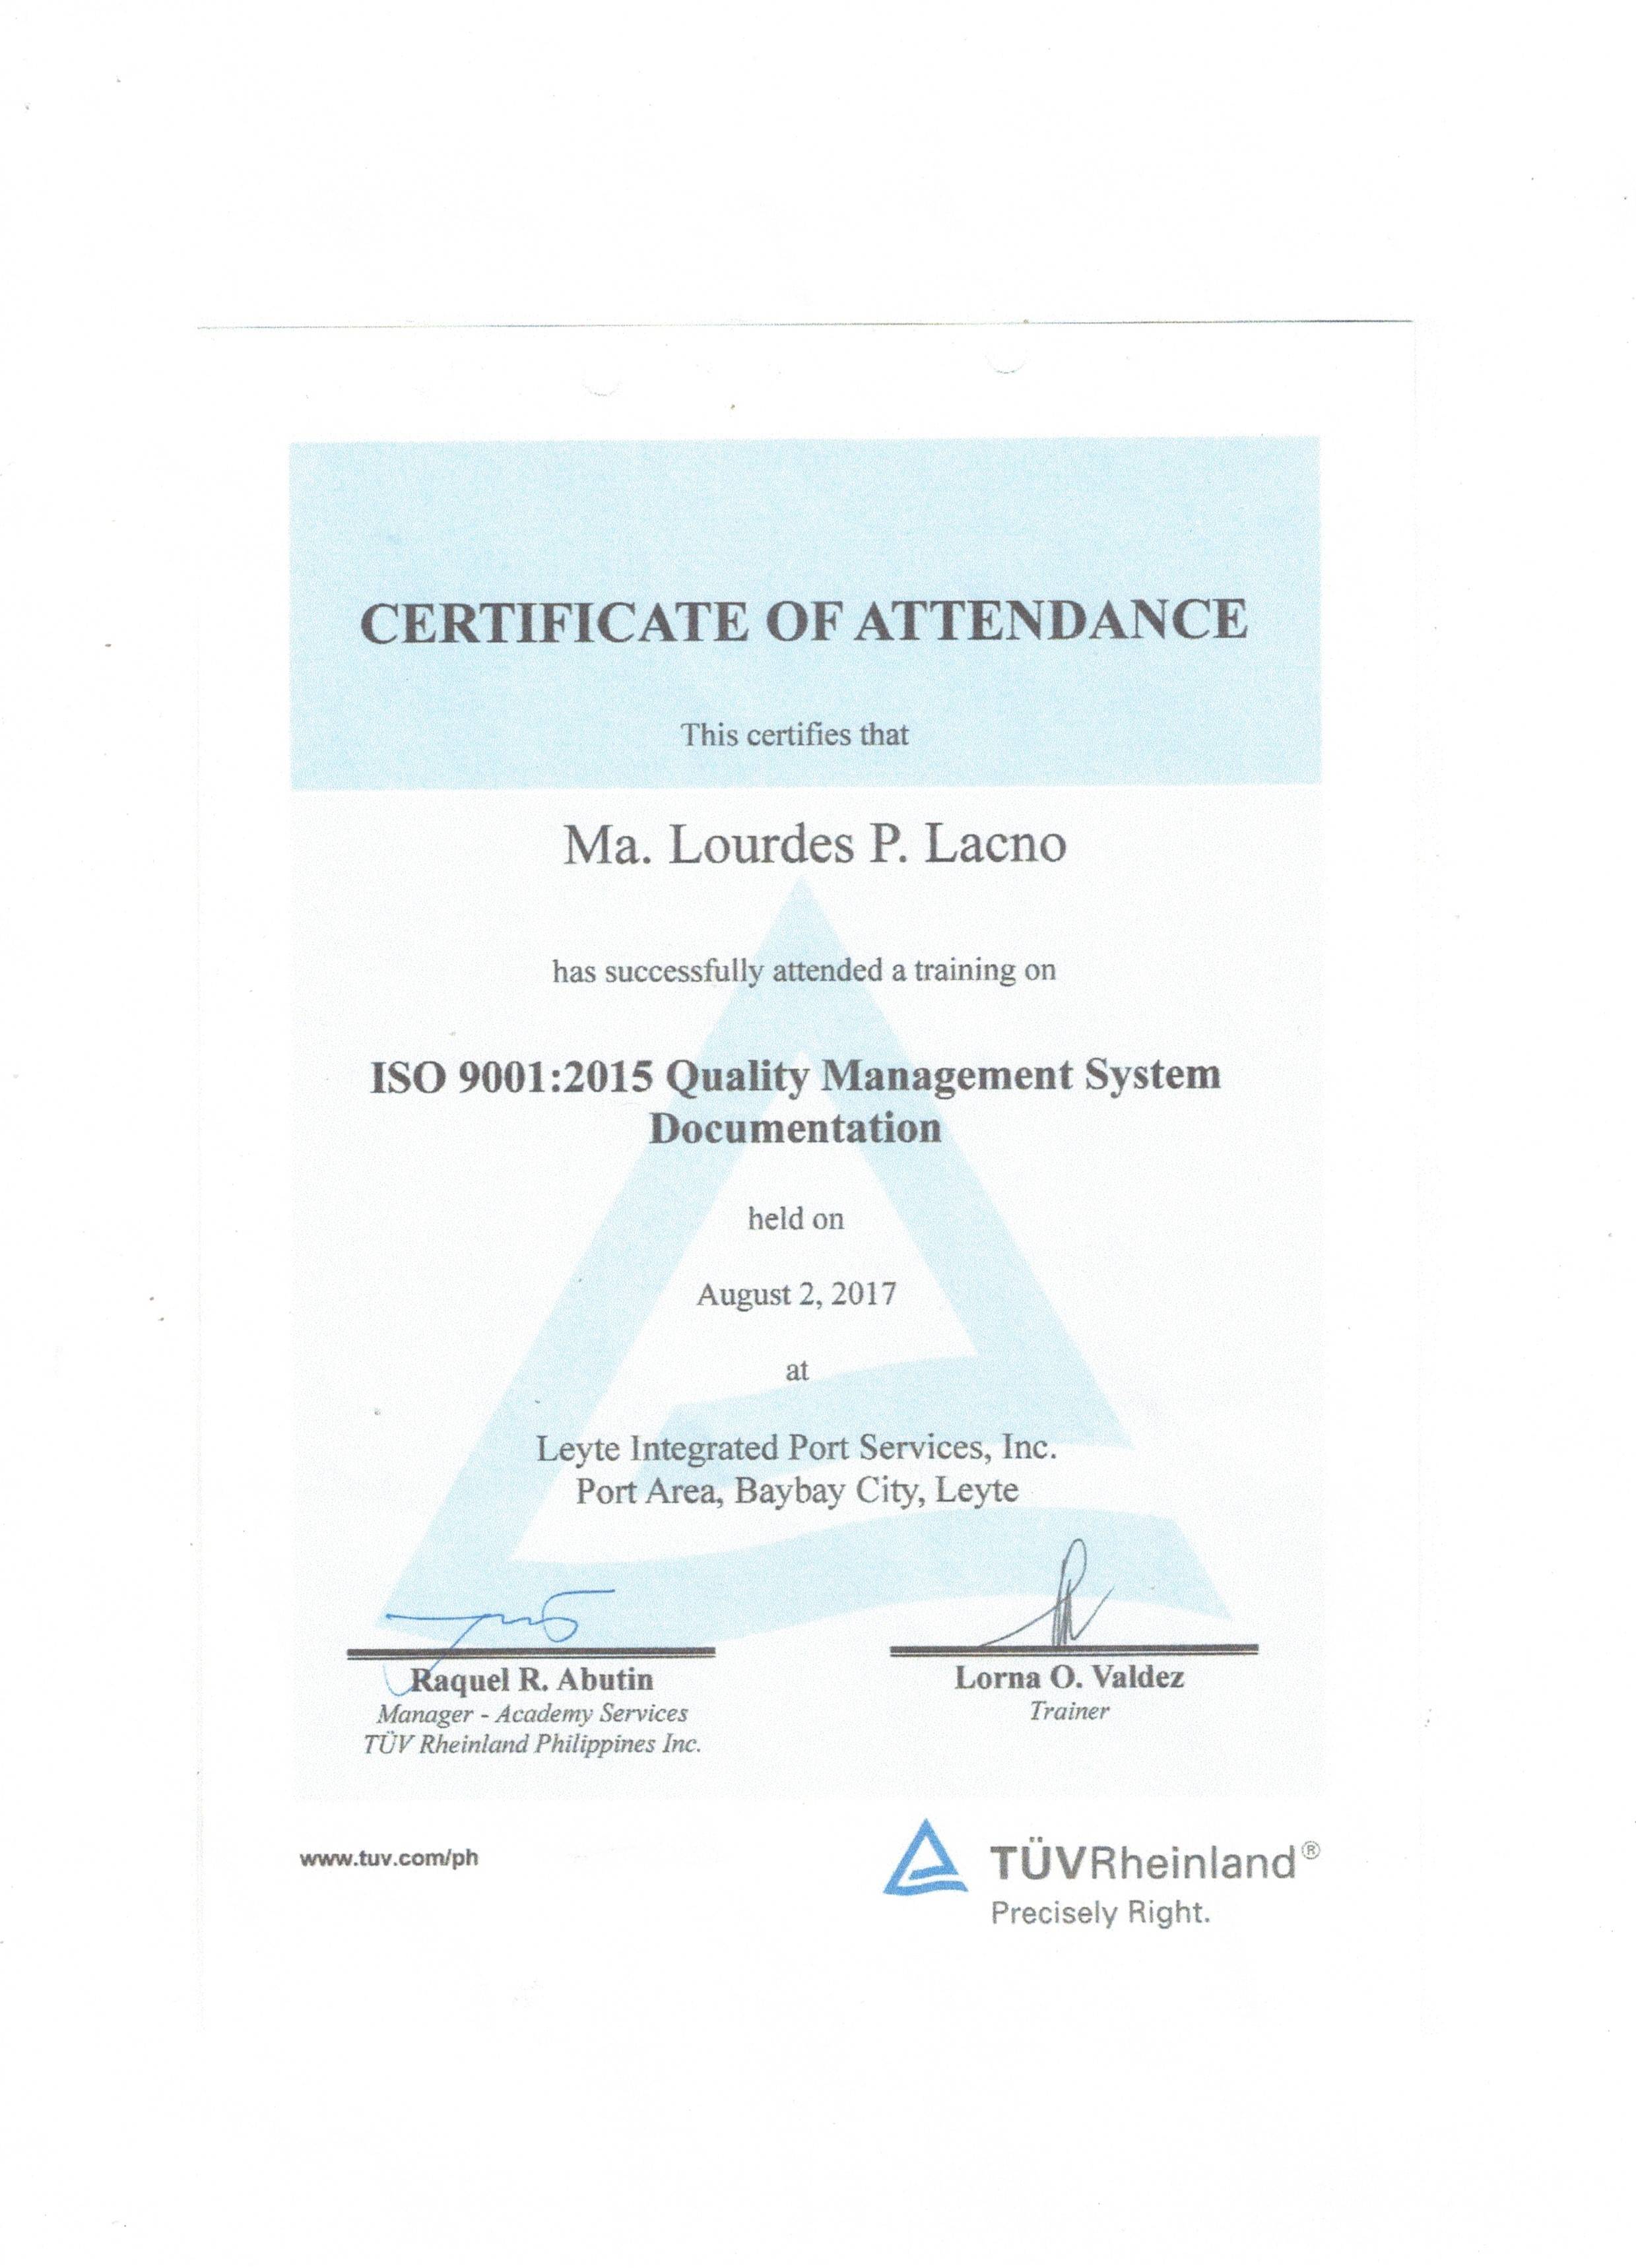 CERTIFICATE OF ATTENDANCE
This certifies that
Ma. Lourdes P. Lacno
has successfully attended a training on
ISO 9001:2015 Quality Management System
Documentation
held on
August 2, 2017
at
Leyte Integrated Port Services, Inc.
Port Area, Baybay City, Leyte
Raquel R. Abutin
Manager - Academy Services
TÜV Rheinland Philippines Inc.
Lorna O. Valdez
Trainer
www.tuv.com/ph
TÜVRheinland®
Precisely Right.